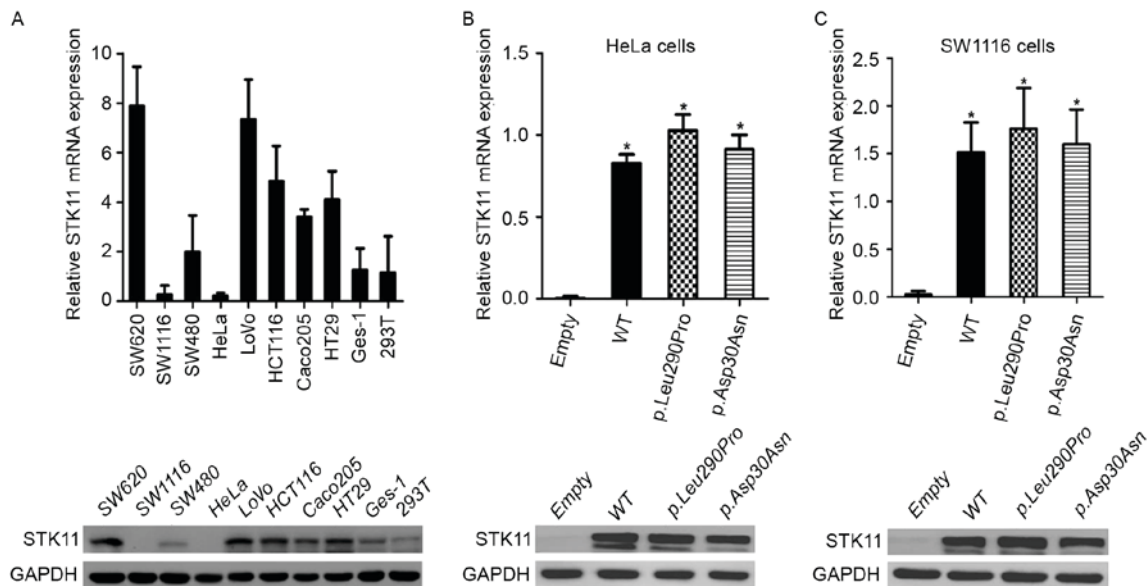 A
Relative STK11 mRNA expression
10
8
6
4
2
0
SW620
SW1116
SW480
HeLa
LoVo
HCT116
Caco205
HT29
Ges-1
293T
SW620
SW1116
SW480
HeLa
LoVo
HCT116
Caco205
HT29
Ges-1
293T
STK11
GAPDH
B
HeLa cells
Relative STK11 mRNA expression
1.5
1.0
0.5
0.0
*
*
*
Empty
WT
p.Leu290Pro
p.Asp30Asn
Empty
WT
p.Leu290Pro
p.Asp30Asn
STK11
GAPDH
C
SW1116 cells
Relative STK11 mRNA expression
2.5
2.0
1.5
1.0
0.5
0.0
*
*
*
Empty
WT
p.Leu290Pro
p.Asp30Asn
Empty
WT
p.Leu290Pro
p.Asp30Asn
STK11
GAPDH